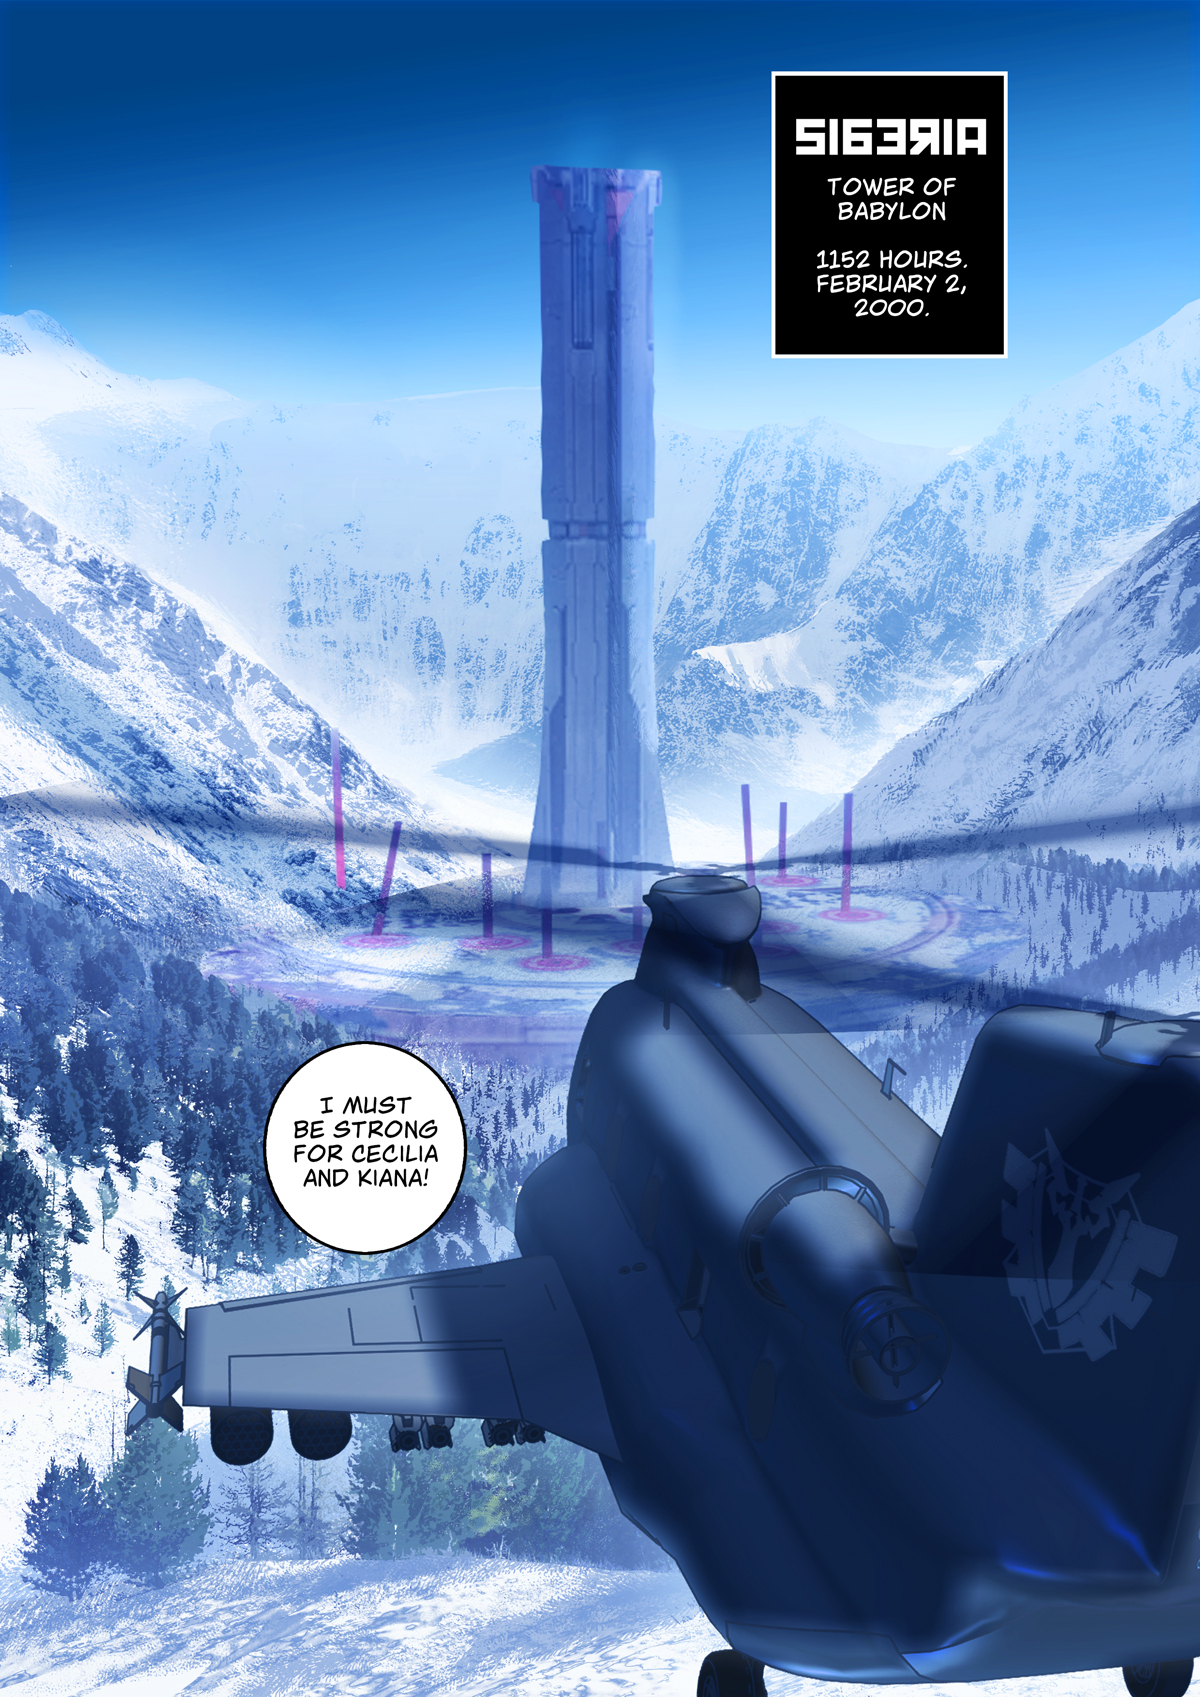 SIBERIA
TOWER OF
BABYLON
1152 HOURS.
FEBRUARY 2,
2000.
I MUST
BE STRONG
FOR CECILIA
AND KIANA!